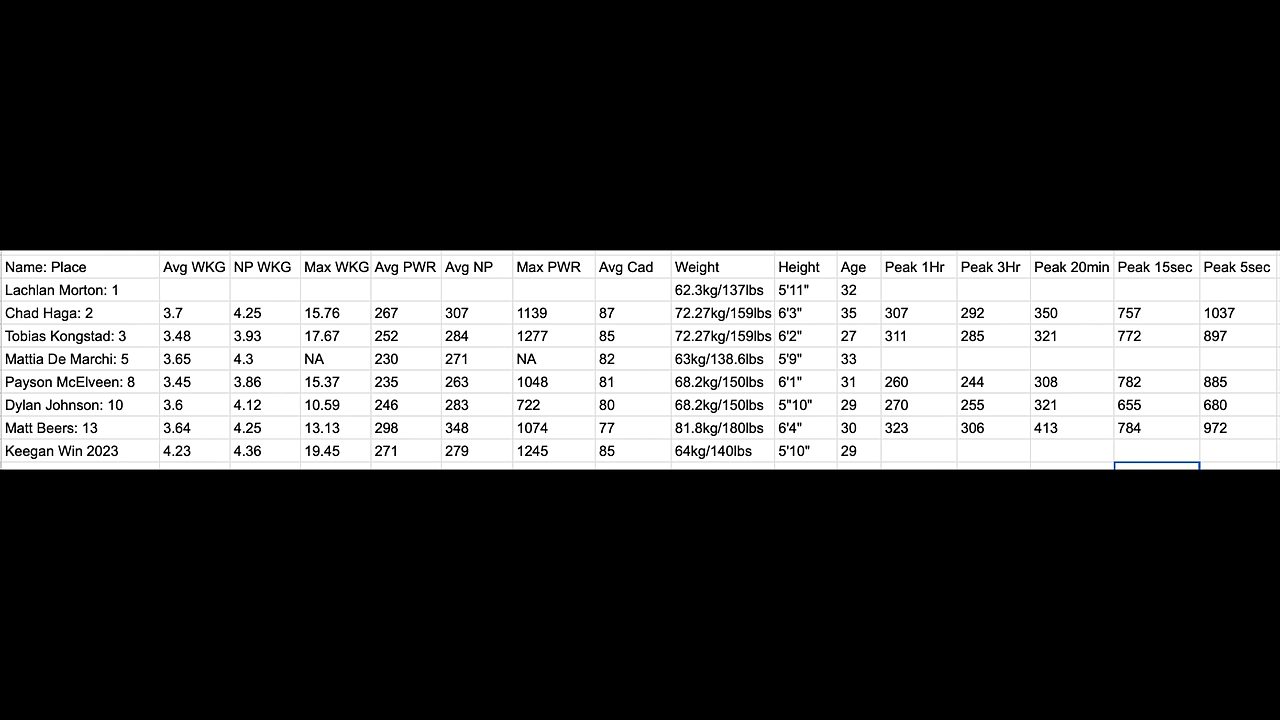 Name: Place Avg WKG NP WKG Max WKG Avg PWR Avg NP Max PWR Avg Cad Weight Height Age Peak 1Hr Peak 3Hr Peak 20min Peak 15sec Peak 5sec
Lachlan Morton: 1 62.3kg/137lbs 5'11" 32
Chad Haga: 2 3.7 4.25 15.76 267 307 1139 87 72.27kg/159lbs 6'3" 35 307 292 350 757 1037
Tobias Kongstad: 3 3.48 3.93 17.67 252 284 1277 85 72.27kg/159lbs 6'2" 27 311 285 321 772 897
Mattia De Marchi: 5 3.65 4.3 NA 230 271 NA 82 63kg/138.6lbs 5'9" 33
Payson McElveen: 8 3.45 3.86 15.37 235 263 1048 81 68.2kg/150lbs 6'1" 31 260 244 308 782 885
Dylan Johnson: 10 3.6 4.12 10.59 246 283 722 80 68.2kg/150lbs 5"10" 29 270 255 321 655 680
Matt Beers: 13 3.64 4.25 13.13 298 348 1074 77 81.8kg/180lbs 6'4" 30 323 306 413 784 972
Keegan Win 2023 4.23 4.36 19.45 271 279 1245 85 64kg/140lbs 5'10" 29